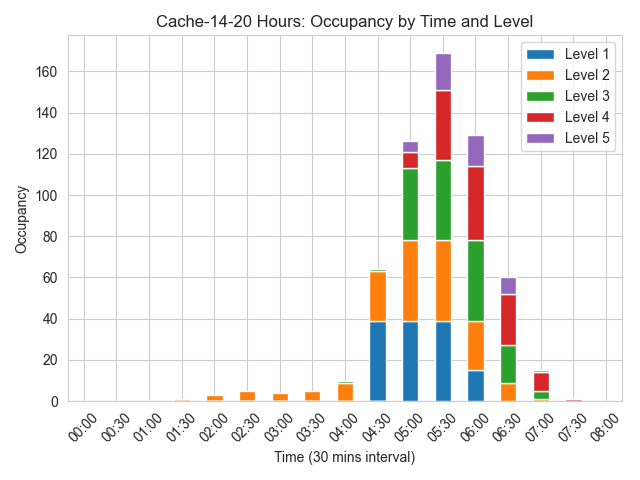 Cache-14-20 Hours: Occupancy by Time and Level
Level 1
Level 2
Level 3
Level 4
Level 5
Occupancy
160
140
120
100
80
60
40
20
0
00:00 00:30 01:00 01:30 02:00 02:30 03:00 03:30 04:00 04:30 05:00 05:30 06:00 06:30 07:00 07:30 08:00
Time (30 mins interval)